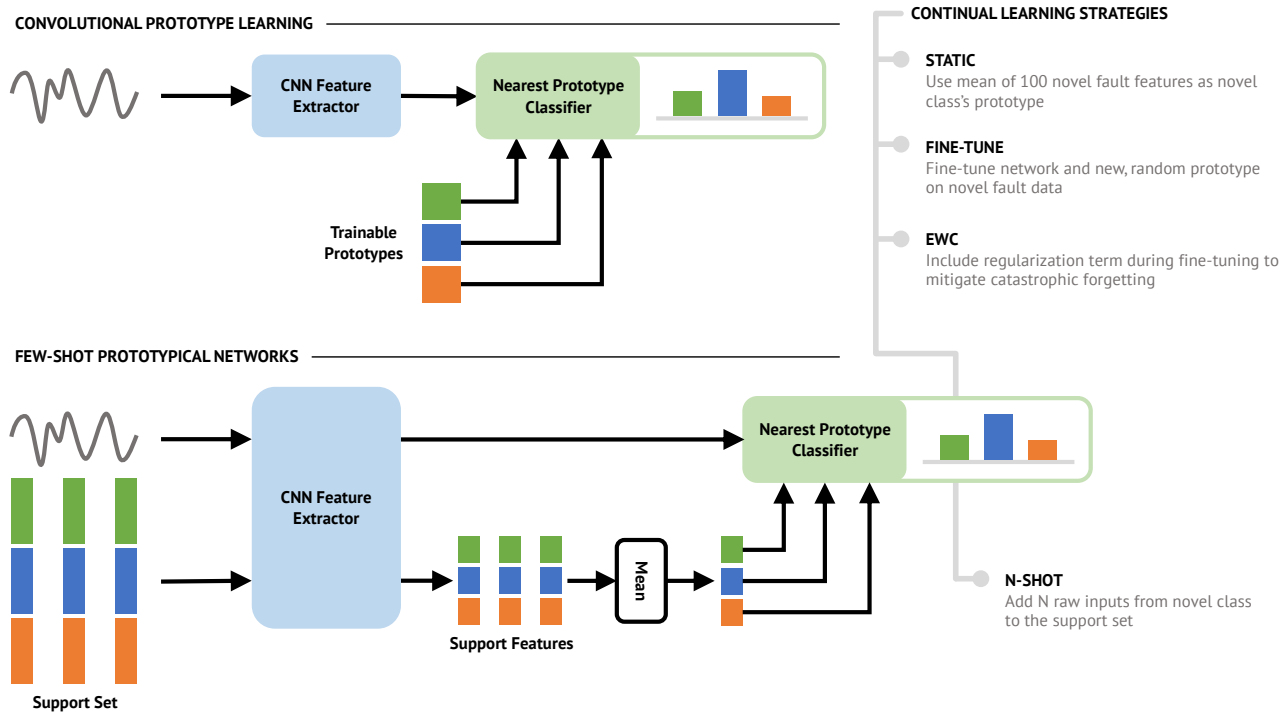 CONVOLUTIONAL PROTOTYPE LEARNING
CNN Feature
Extractor
Nearest Prototype
Classifier
Trainable
Prototypes
CONTINUAL LEARNING STRATEGIES
STATIC
Use mean of 100 novel fault features as novel
class's prototype
FINE-TUNE
Fine-tune network and new, random prototype
on novel fault data
EWC
Include regularization term during fine-tuning to
mitigate catastrophic forgetting
FEW-SHOT PROTOTYPICAL NETWORKS
CNN Feature
Extractor
Nearest Prototype
Classifier
Mean
Support Features
Support Set
N-SHOT
Add N raw inputs from novel class
to the support set